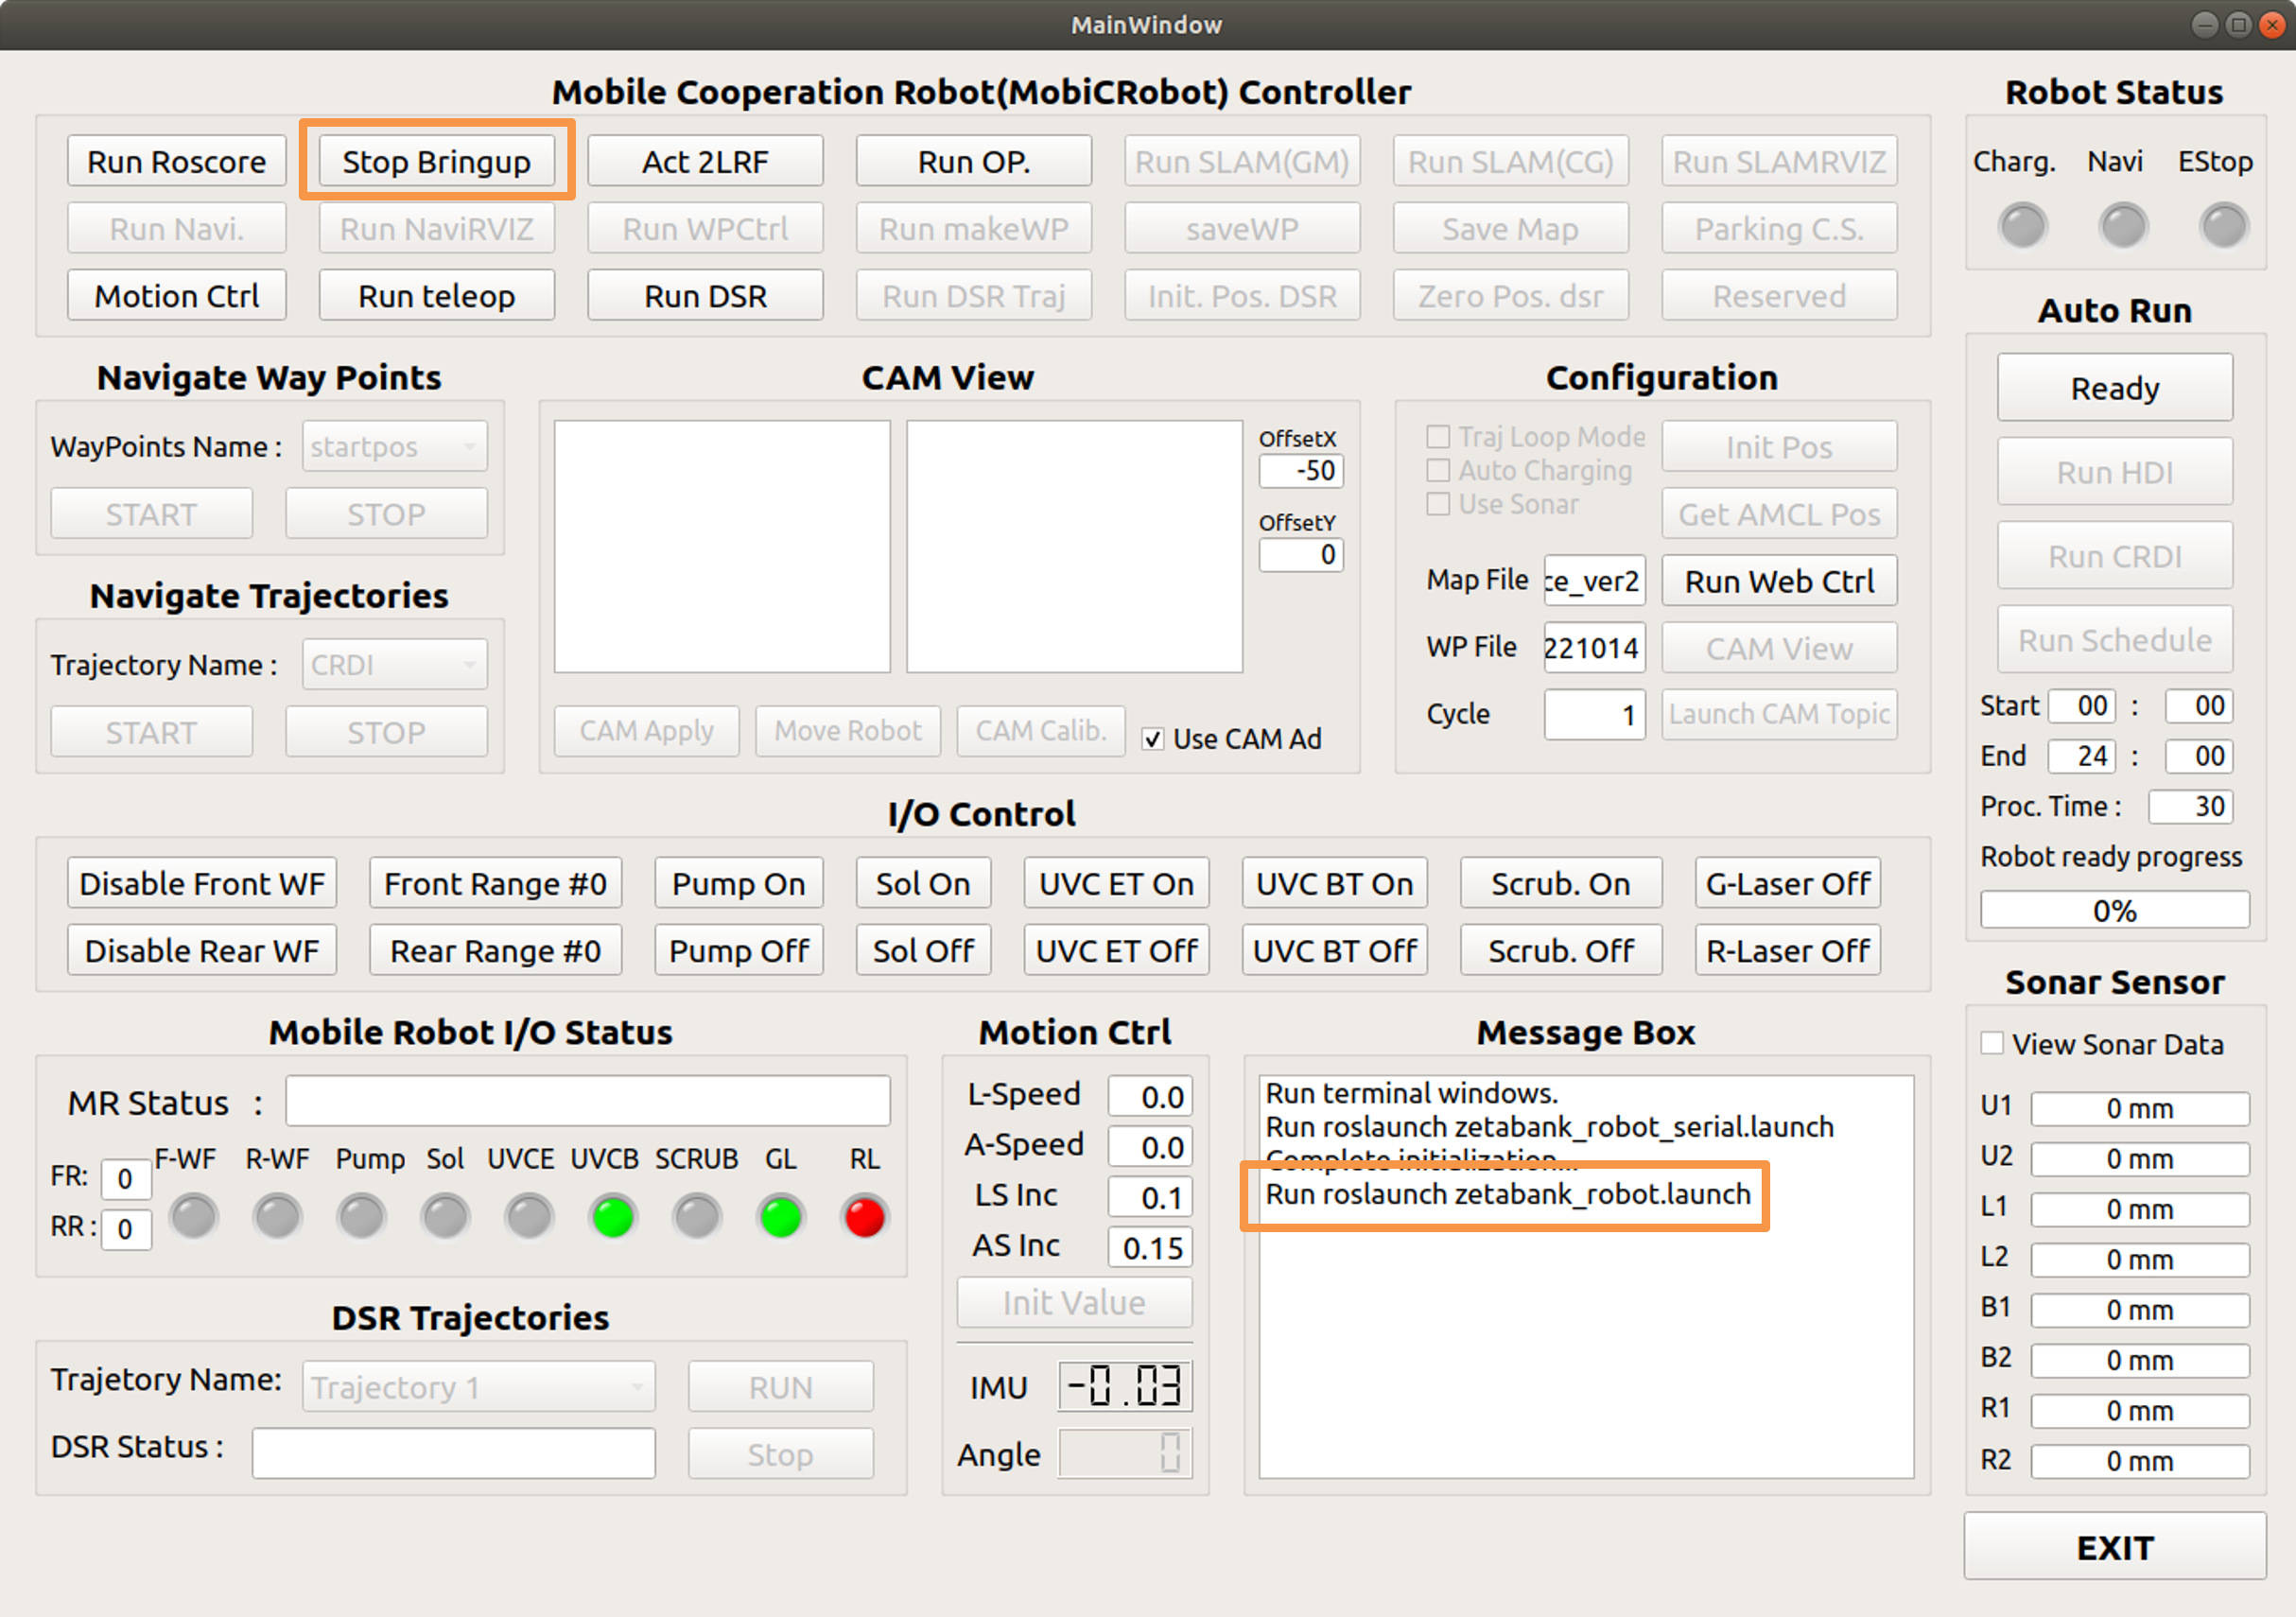 MainWindow
Mobile Cooperation Robot(MobiCRobot) Controller
Run Roscore
Stop Bringup
Act 2LRF
Run OP.
Run SLAM(GM)
Run SLAM(CG)
Run SLAMRVIZ
Run Navi.
Run NaviRVIZ
Run WPCtrl
Run makeWP
saveWP
Save Map
Parking C.S.
Motion Ctrl
Run teleop
Run DSR
Run DSR Traj
Init. Pos. DSR
Zero Pos. dsr
Reserved
Robot Status
Charg. Navi EStop
Navigate Way Points
WayPoints Name : startpos
START
STOP
Navigate Trajectories
Trajectory Name : CRDI
START
STOP
CAM View
OffsetX
-50
OffsetY
0
CAM Apply
Move Robot
CAM Calib.
Use CAM Ad
Configuration
Traj Loop Mode
Auto Charging
Use Sonar
Init Pos
Get AMCL Pos
Map File ce_ver2
Run Web Ctrl
WP File 221014
CAM View
Cycle 1
Launch CAM Topic
Auto Run
Ready
Run HDI
Run CRDI
Run Schedule
Start 00 : 00
End 24 : 00
Proc. Time : 30
Robot ready progress
0%
I/O Control
Disable Front WF
Front Range #0
Pump On
Sol On
UVC ET On
UVC BT On
Scrub. On
G-Laser Off
Disable Rear WF
Rear Range #0
Pump Off
Sol Off
UVC ET Off
UVC BT Off
Scrub. Off
R-Laser Off
Mobile Robot I/O Status
MR Status :
F-WF R-WF Pump Sol UVCE UVCB SCRUB GL RL
FR: 0
RR : 0
DSR Trajectories
Trajetory Name: Trajectory 1
RUN
DSR Status :
Stop
Motion Ctrl
L-Speed 0.0
A-Speed 0.0
LS Inc 0.1
AS Inc 0.15
Init Value
IMU -0.03
Angle 0
Message Box
Run terminal windows.
Run roslaunch zetabank_robot_serial.launch
Complete initialization...
Run roslaunch zetabank_robot.launch
Sonar Sensor
View Sonar Data
U1 0 mm
U2 0 mm
L1 0 mm
L2 0 mm
B1 0 mm
B2 0 mm
R1 0 mm
R2 0 mm
EXIT